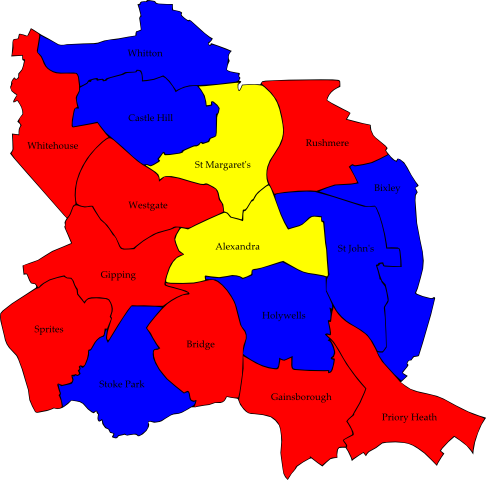 Whitton
Castle Hill
Whitehouse
Rushmere
St Margaret's
Bixley
Westgate
Alexandra
St John's
Gipping
Holywells
Sprites
Bridge
Stoke Park
Gainsborough
Priory Heath